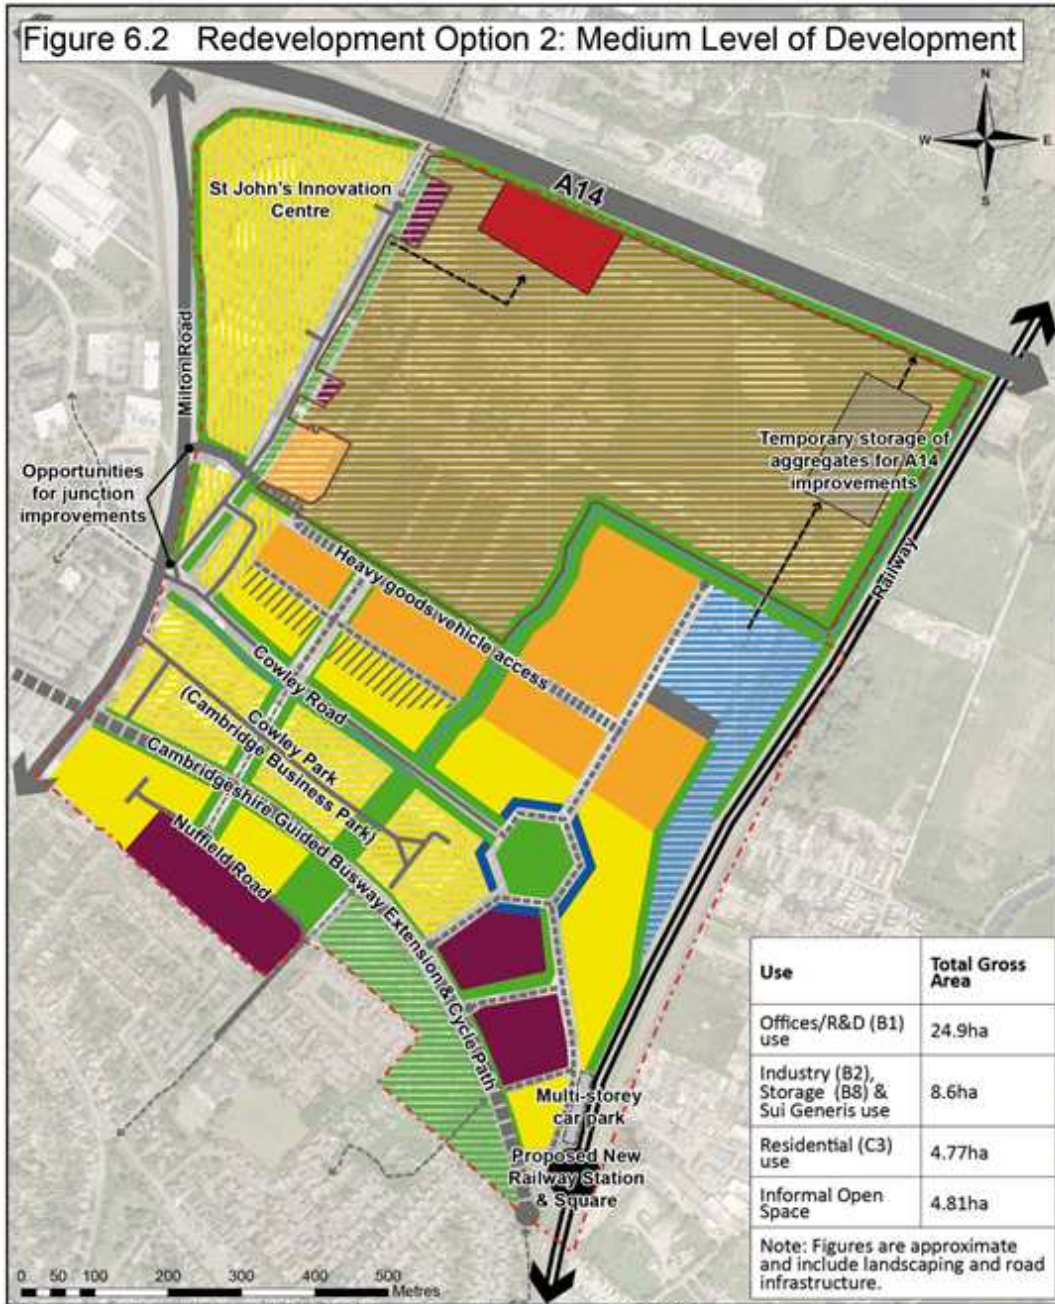 Figure 6.2 Redevelopment Option 2: Medium Level of Development
N
W
E
S
A14
St John's Innovation
Centre
Milton Road
Opportunities
for junction
improvements
Temporary storage of
aggregates for A14
improvements
Railway
Heavy goods vehicle access
Cowley Road
Cowley Park
(Cambridge Business Park)
Cambridgeshire Guided Busway Extension & Cycle Path
Nuffield Road
Multi-storey
car park
Proposed New
Railway Station
& Square
Use
Total Gross
Area
Offices/R&D (B1)
use
24.9ha
Industry (B2),
Storage (B8) &
Sui Generis use
8.6ha
Residential (C3)
use
4.77ha
Informal Open
Space
4.81ha
Note: Figures are approximate
and include landscaping and road
infrastructure.
0 50 100 200 300 400 500
Metres